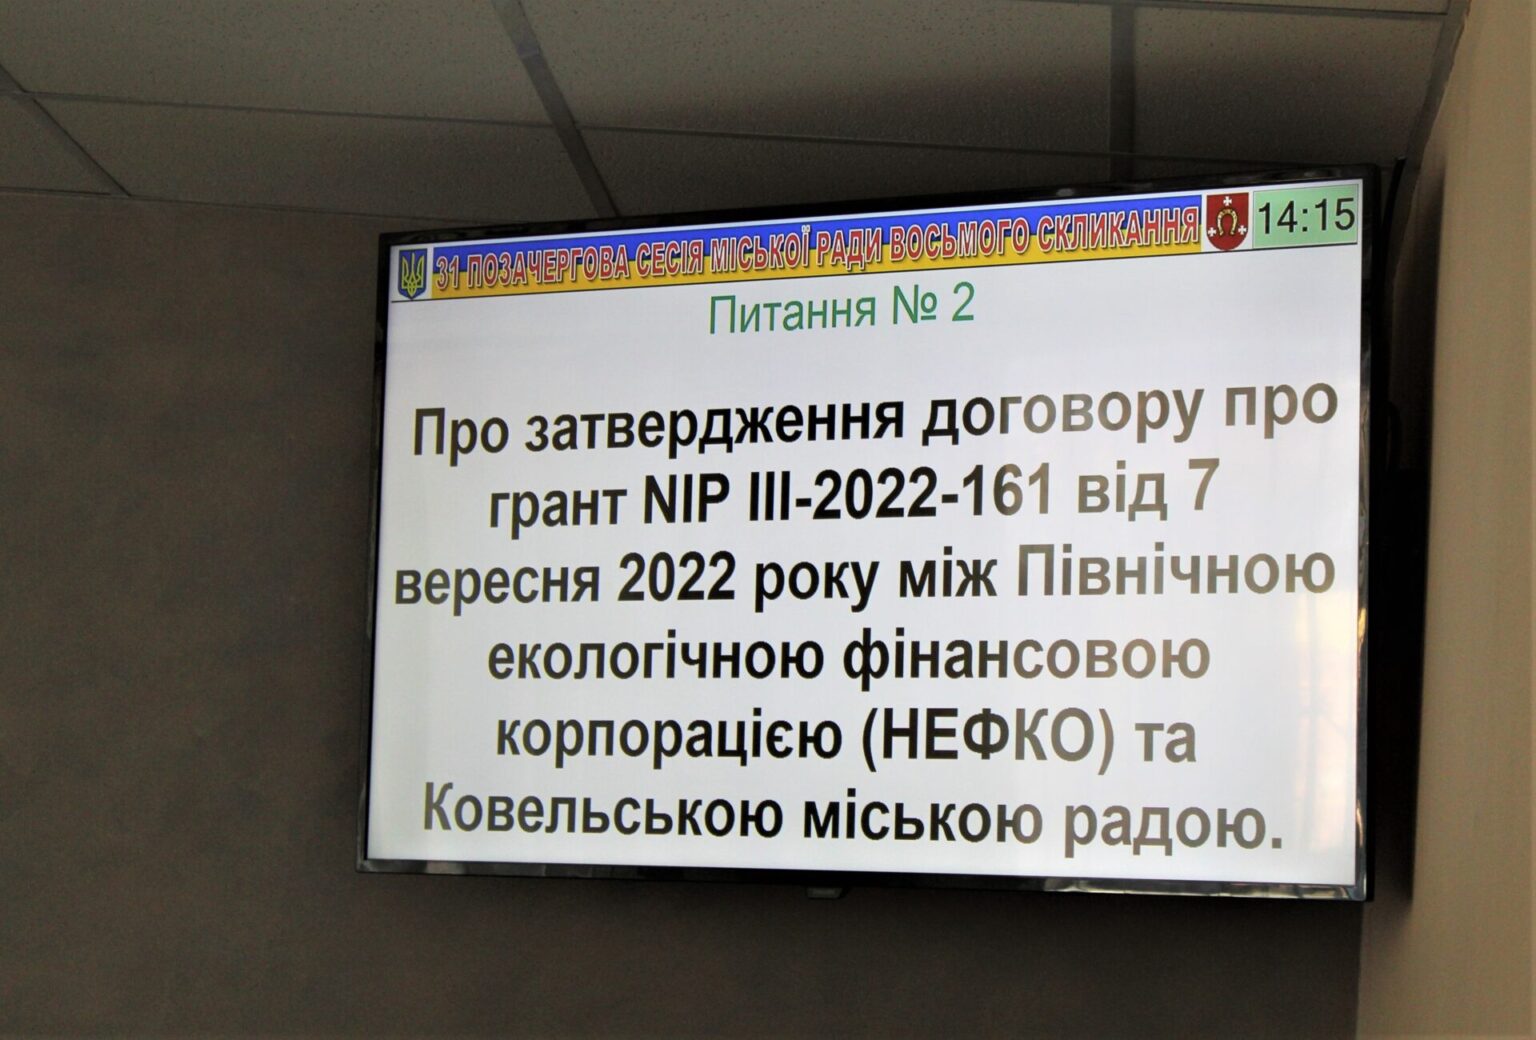 31 ПОЗАЧЕРГОВА СЕСІЯ МІСЬКОЇ РАДИ ВОСЬМОГО СКЛИКАННЯ
14:15
Питання № 2
Про затвердження договору про
грант NIP III-2022-161 від 7
вересня 2022 року між Північною
екологічною фінансовою
корпорацією (НЕФКО) та
Ковельською міською радою.